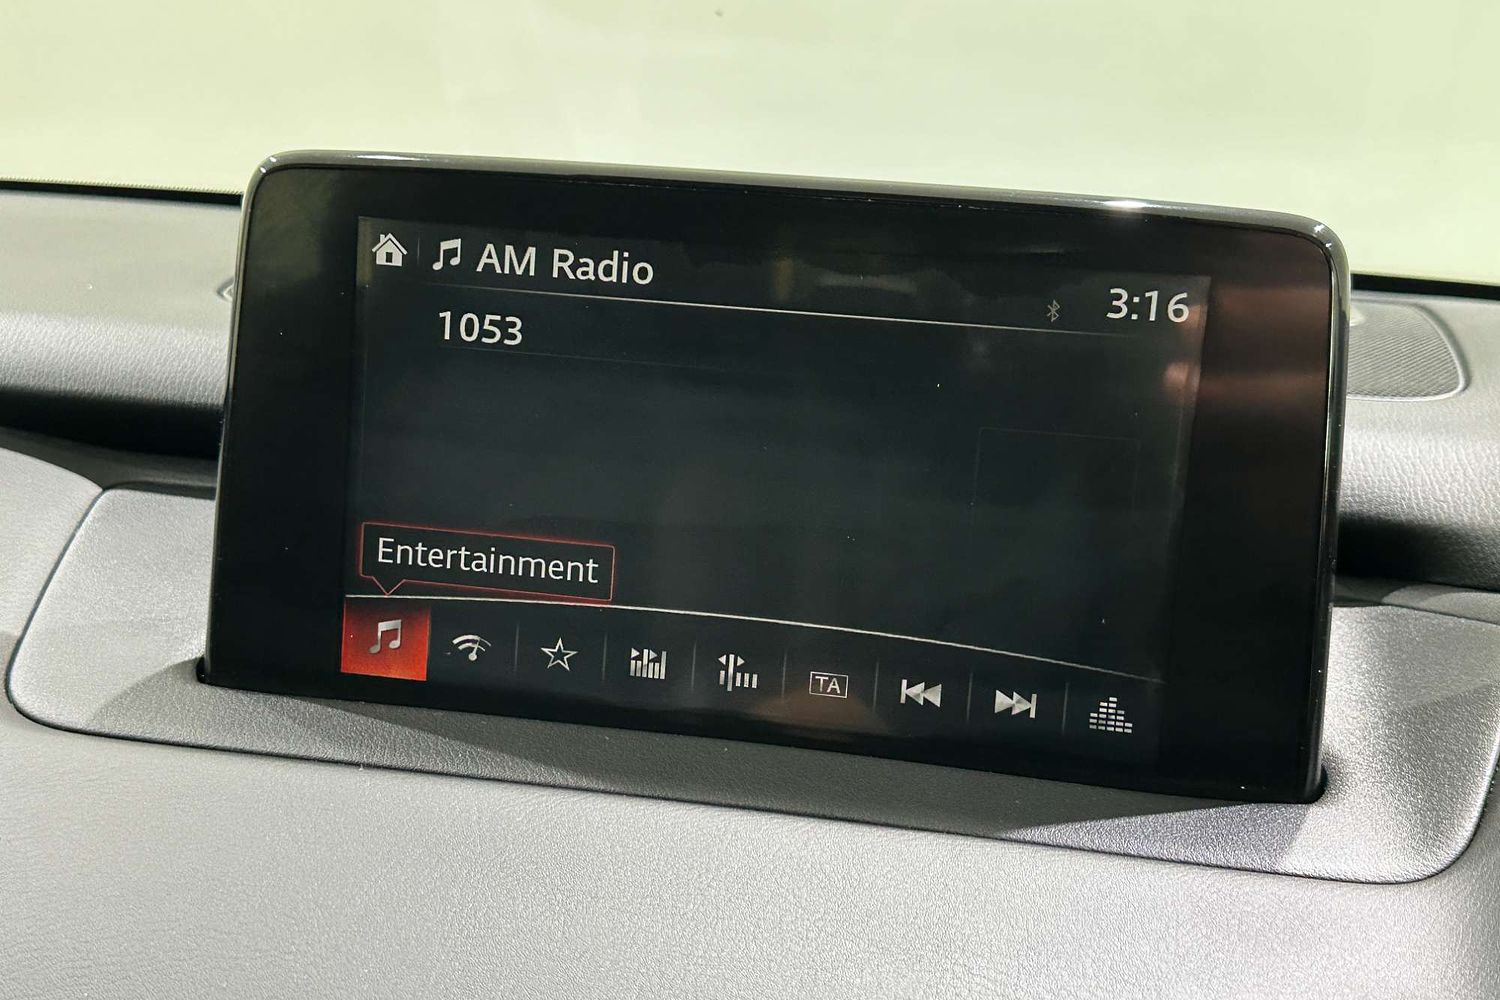 AM Radio
3:16
1053
Entertainment
TA